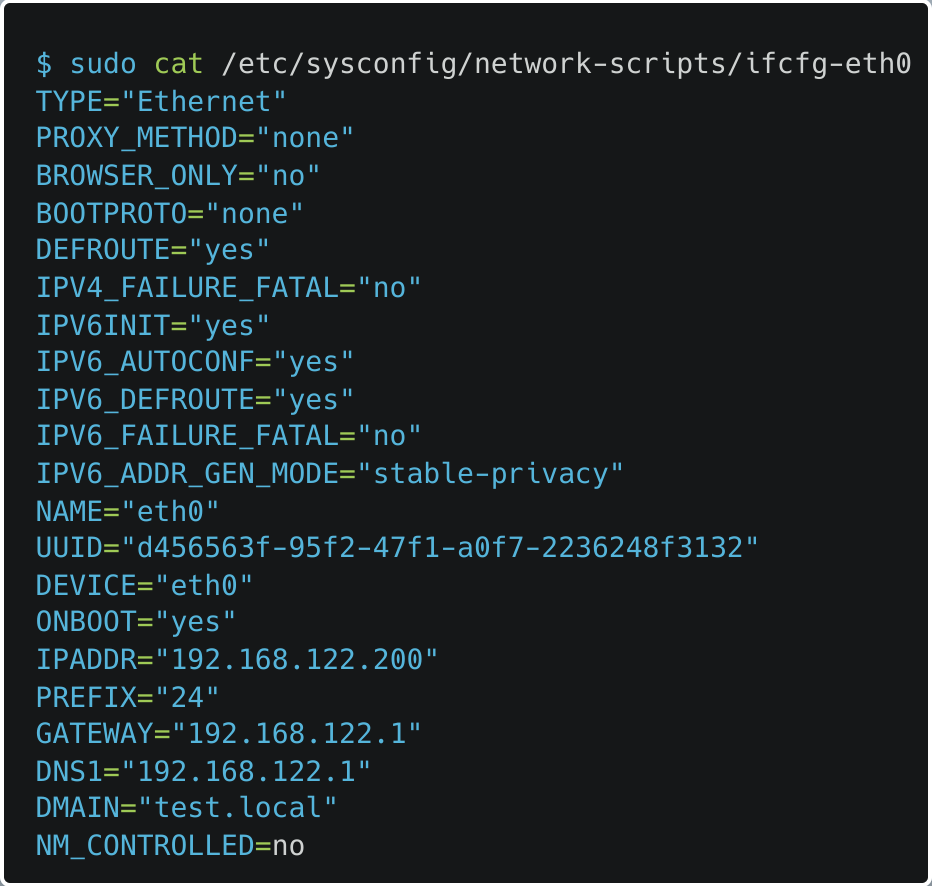 $ sudo cat /etc/sysconfig/network-scripts/ifcfg-eth0
TYPE="Ethernet"
PROXY_METHOD="none"
BROWSER_ONLY="no"
BOOTPROTO="none"
DEFROUTE="yes"
IPV4_FAILURE_FATAL="no"
IPV6INIT="yes"
IPV6_AUTOCONF="yes"
IPV6_DEFROUTE="yes"
IPV6_FAILURE_FATAL="no"
IPV6_ADDR_GEN_MODE="stable-privacy"
NAME="eth0"
UUID="d456563f-95f2-47f1-a0f7-2236248f3132"
DEVICE="eth0"
ONBOOT="yes"
IPADDR="192.168.122.200"
PREFIX="24"
GATEWAY="192.168.122.1"
DNS1="192.168.122.1"
DMAIN="test.local"
NM_CONTROLLED=no